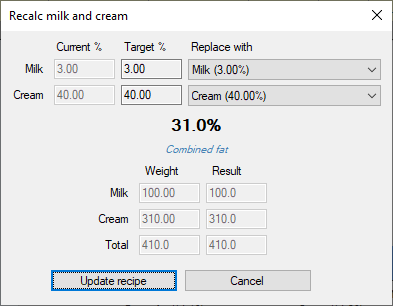 Recalc milk and cream
Current % Target % Replace with
Milk 3.00 3.00 Milk (3.00%)
Cream 40.00 40.00 Cream (40.00%)
31.0%
Combined fat
Weight Result
Milk 100.00 100.0
Cream 310.00 310.0
Total 410.0 410.0
Update recipe Cancel